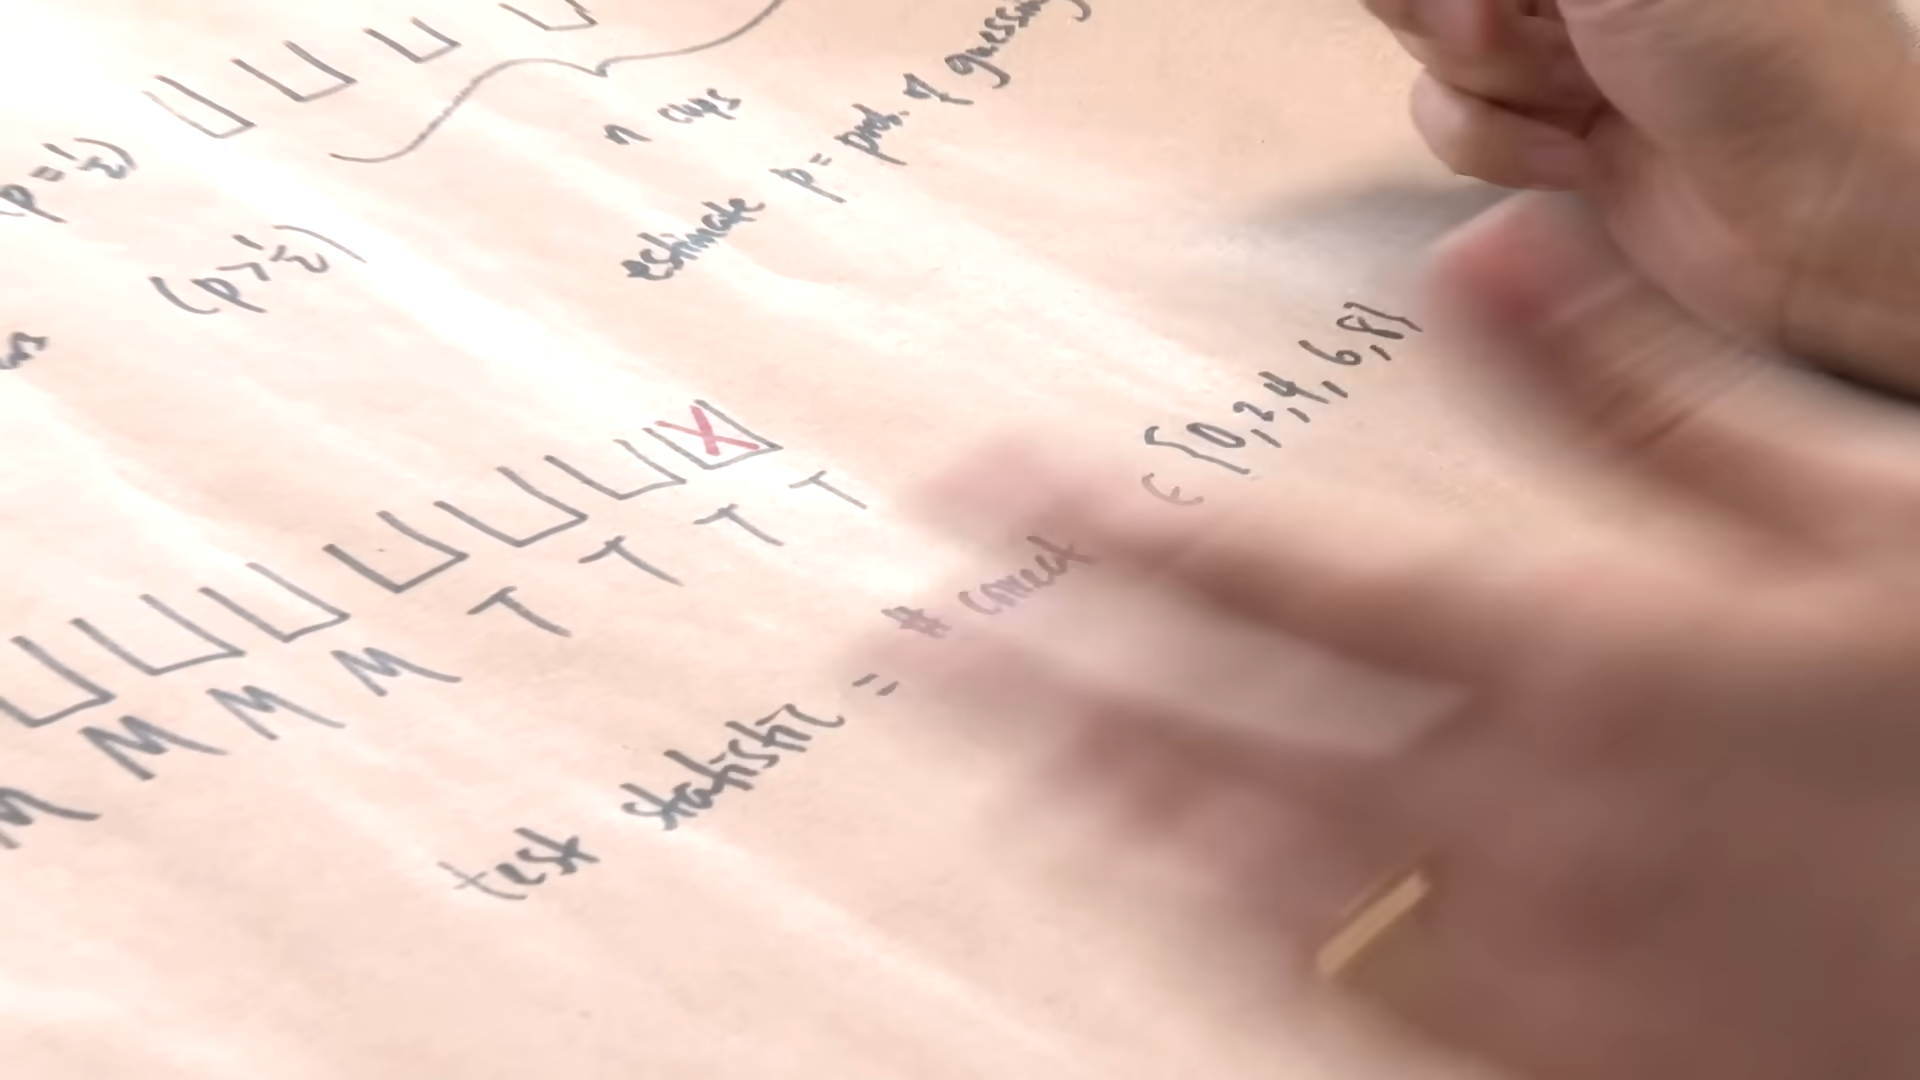 n cups
(p=1/2)
estimate p = prob. of guessing
(p>1/2)
X
M M M M T T T T
test statistic = # correct ∈ {0,2,4,6,8}